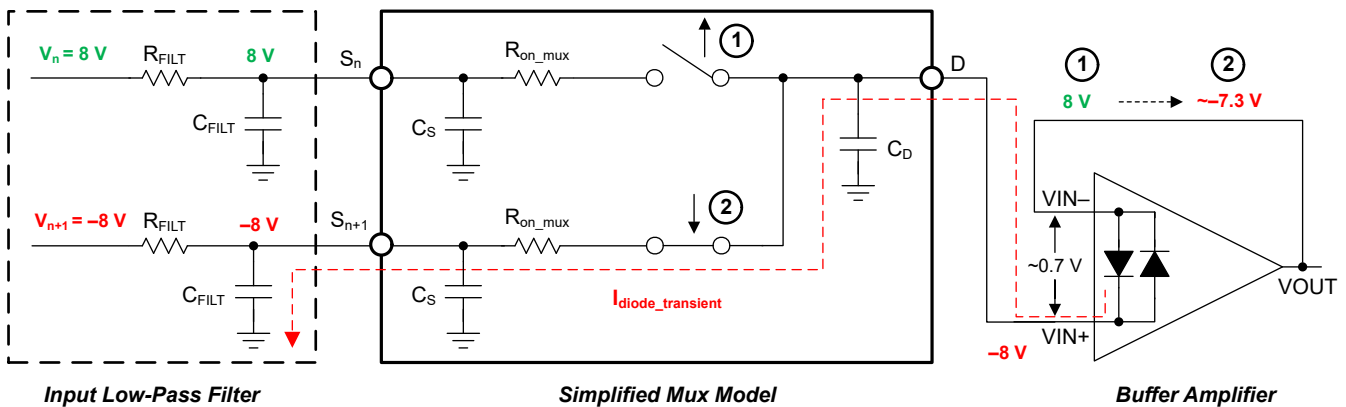 Vn = 8 V
RFILT
8 V
Sn
Ron_mux
1
D
1
2
8 V
~–7.3 V
CFILT
CS
CD
Vn+1 = –8 V
RFILT
–8 V
Sn+1
Ron_mux
2
VIN–
~0.7 V
CFILT
CS
Idiode_transient
VOUT
VIN+
–8 V
Input Low-Pass Filter
Simplified Mux Model
Buffer Amplifier